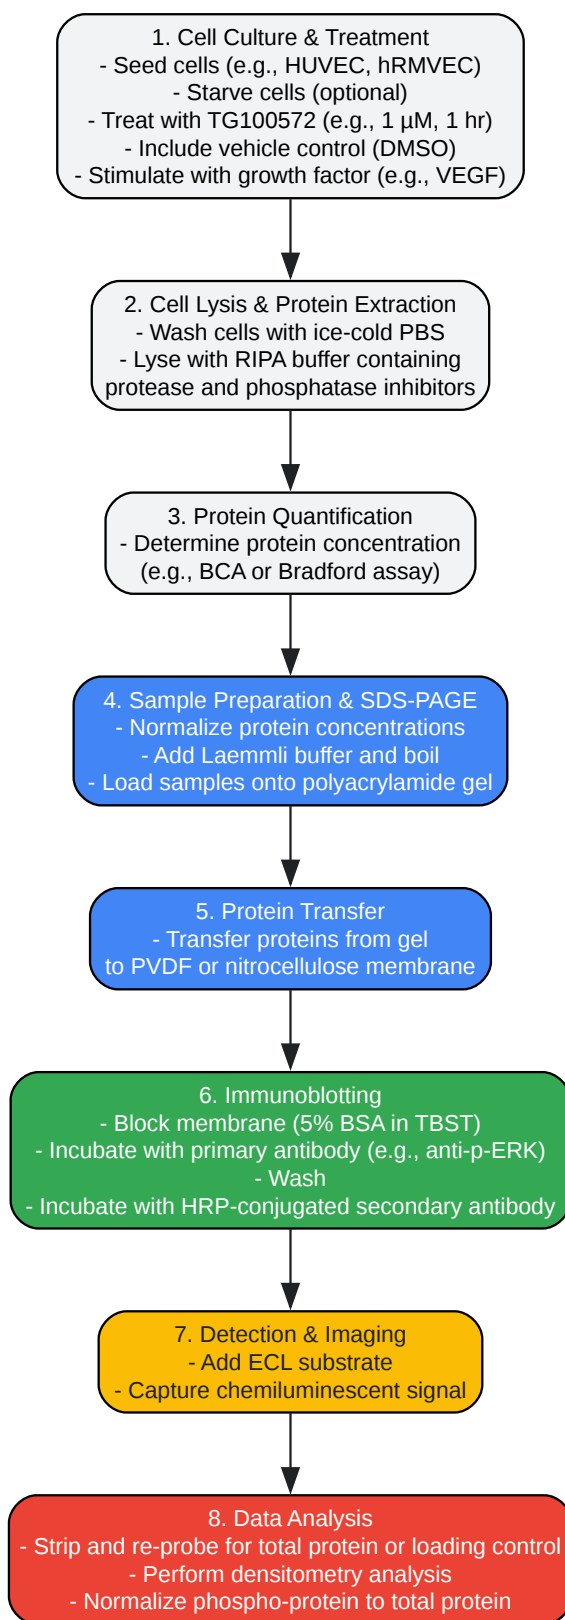 1. Cell Culture & Treatment
- Seed cells (e.g., HUVEC, hRMVEC)
- Starve cells (optional)
- Treat with TG100572 (e.g., 1 µM, 1 hr)
- Include vehicle control (DMSO)
- Stimulate with growth factor (e.g., VEGF)
2. Cell Lysis & Protein Extraction
- Wash cells with ice-cold PBS
- Lyse with RIPA buffer containing
protease and phosphatase inhibitors
3. Protein Quantification
- Determine protein concentration
(e.g., BCA or Bradford assay)
4. Sample Preparation & SDS-PAGE
- Normalize protein concentrations
- Add Laemmli buffer and boil
- Load samples onto polyacrylamide gel
5. Protein Transfer
- Transfer proteins from gel
to PVDF or nitrocellulose membrane
6. Immunoblotting
- Block membrane (5% BSA in TBST)
- Incubate with primary antibody (e.g., anti-p-ERK)
- Wash
- Incubate with HRP-conjugated secondary antibody
7. Detection & Imaging
- Add ECL substrate
- Capture chemiluminescent signal
8. Data Analysis
- Strip and re-probe for total protein or loading control
- Perform densitometry analysis
- Normalize phospho-protein to total protein